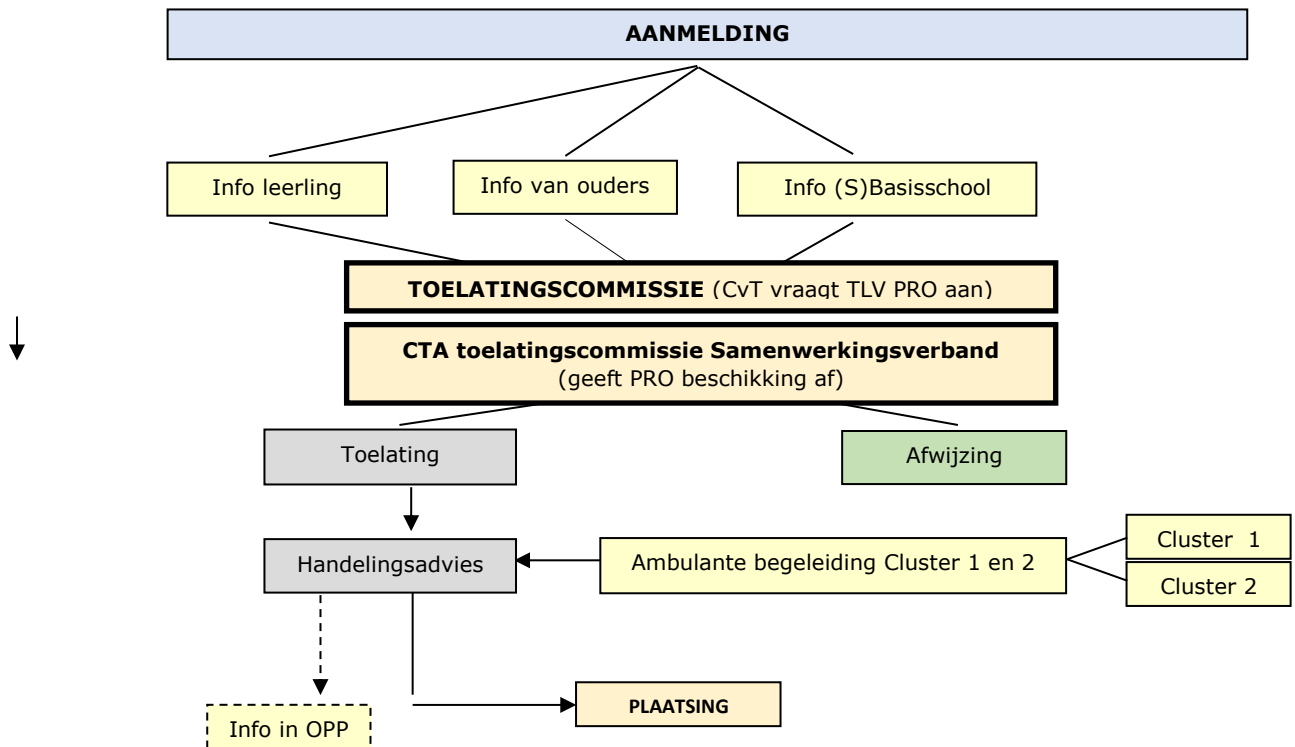 AANMELDING
Info leerling
Info van ouders
Info (S)Basisschool
TOELATINGSCOMMISSIE (CvT vraagt TLV PRO aan)
CTA toelatingscommissie Samenwerkingsverband
(geeft PRO beschikking af)
Toelating
Afwijzing
Handelingsadvies
Ambulante begeleiding Cluster 1 en 2
Cluster 1
Cluster 2
PLAATSING
Info in OPP